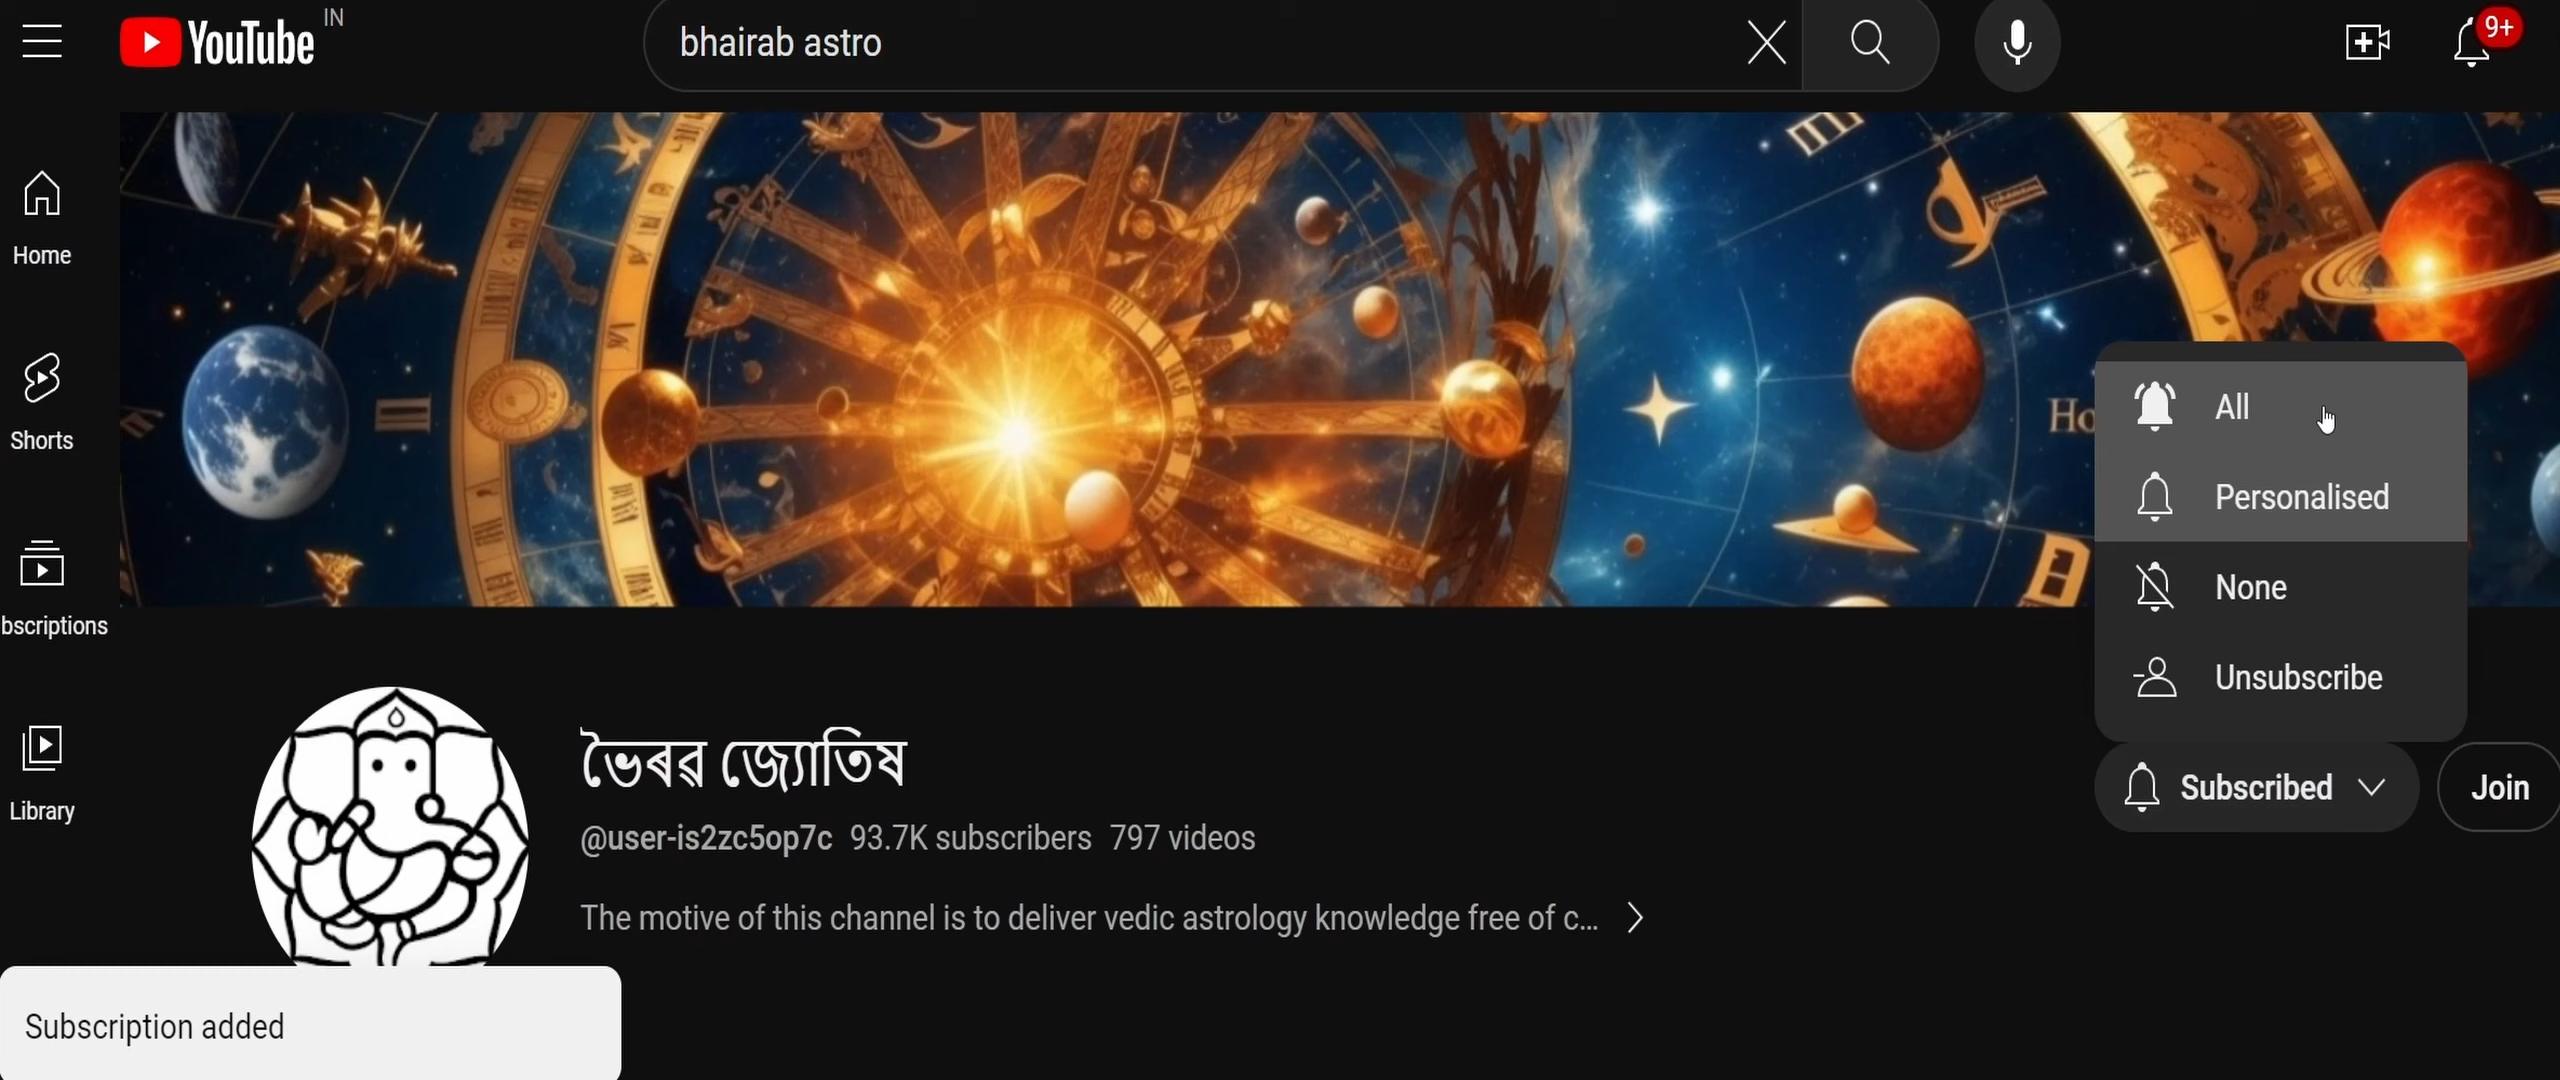 YouTube IN
bhairab astro
9+
Home
Shorts
bscriptions
Library
Ho
All
Personalised
None
Unsubscribe
ভৈৰৱ জ্যোতিষ
Subscribed
Join
@user-is2zc5op7c 93.7K subscribers 797 videos
The motive of this channel is to deliver vedic astrology knowledge free of c...
Subscription added